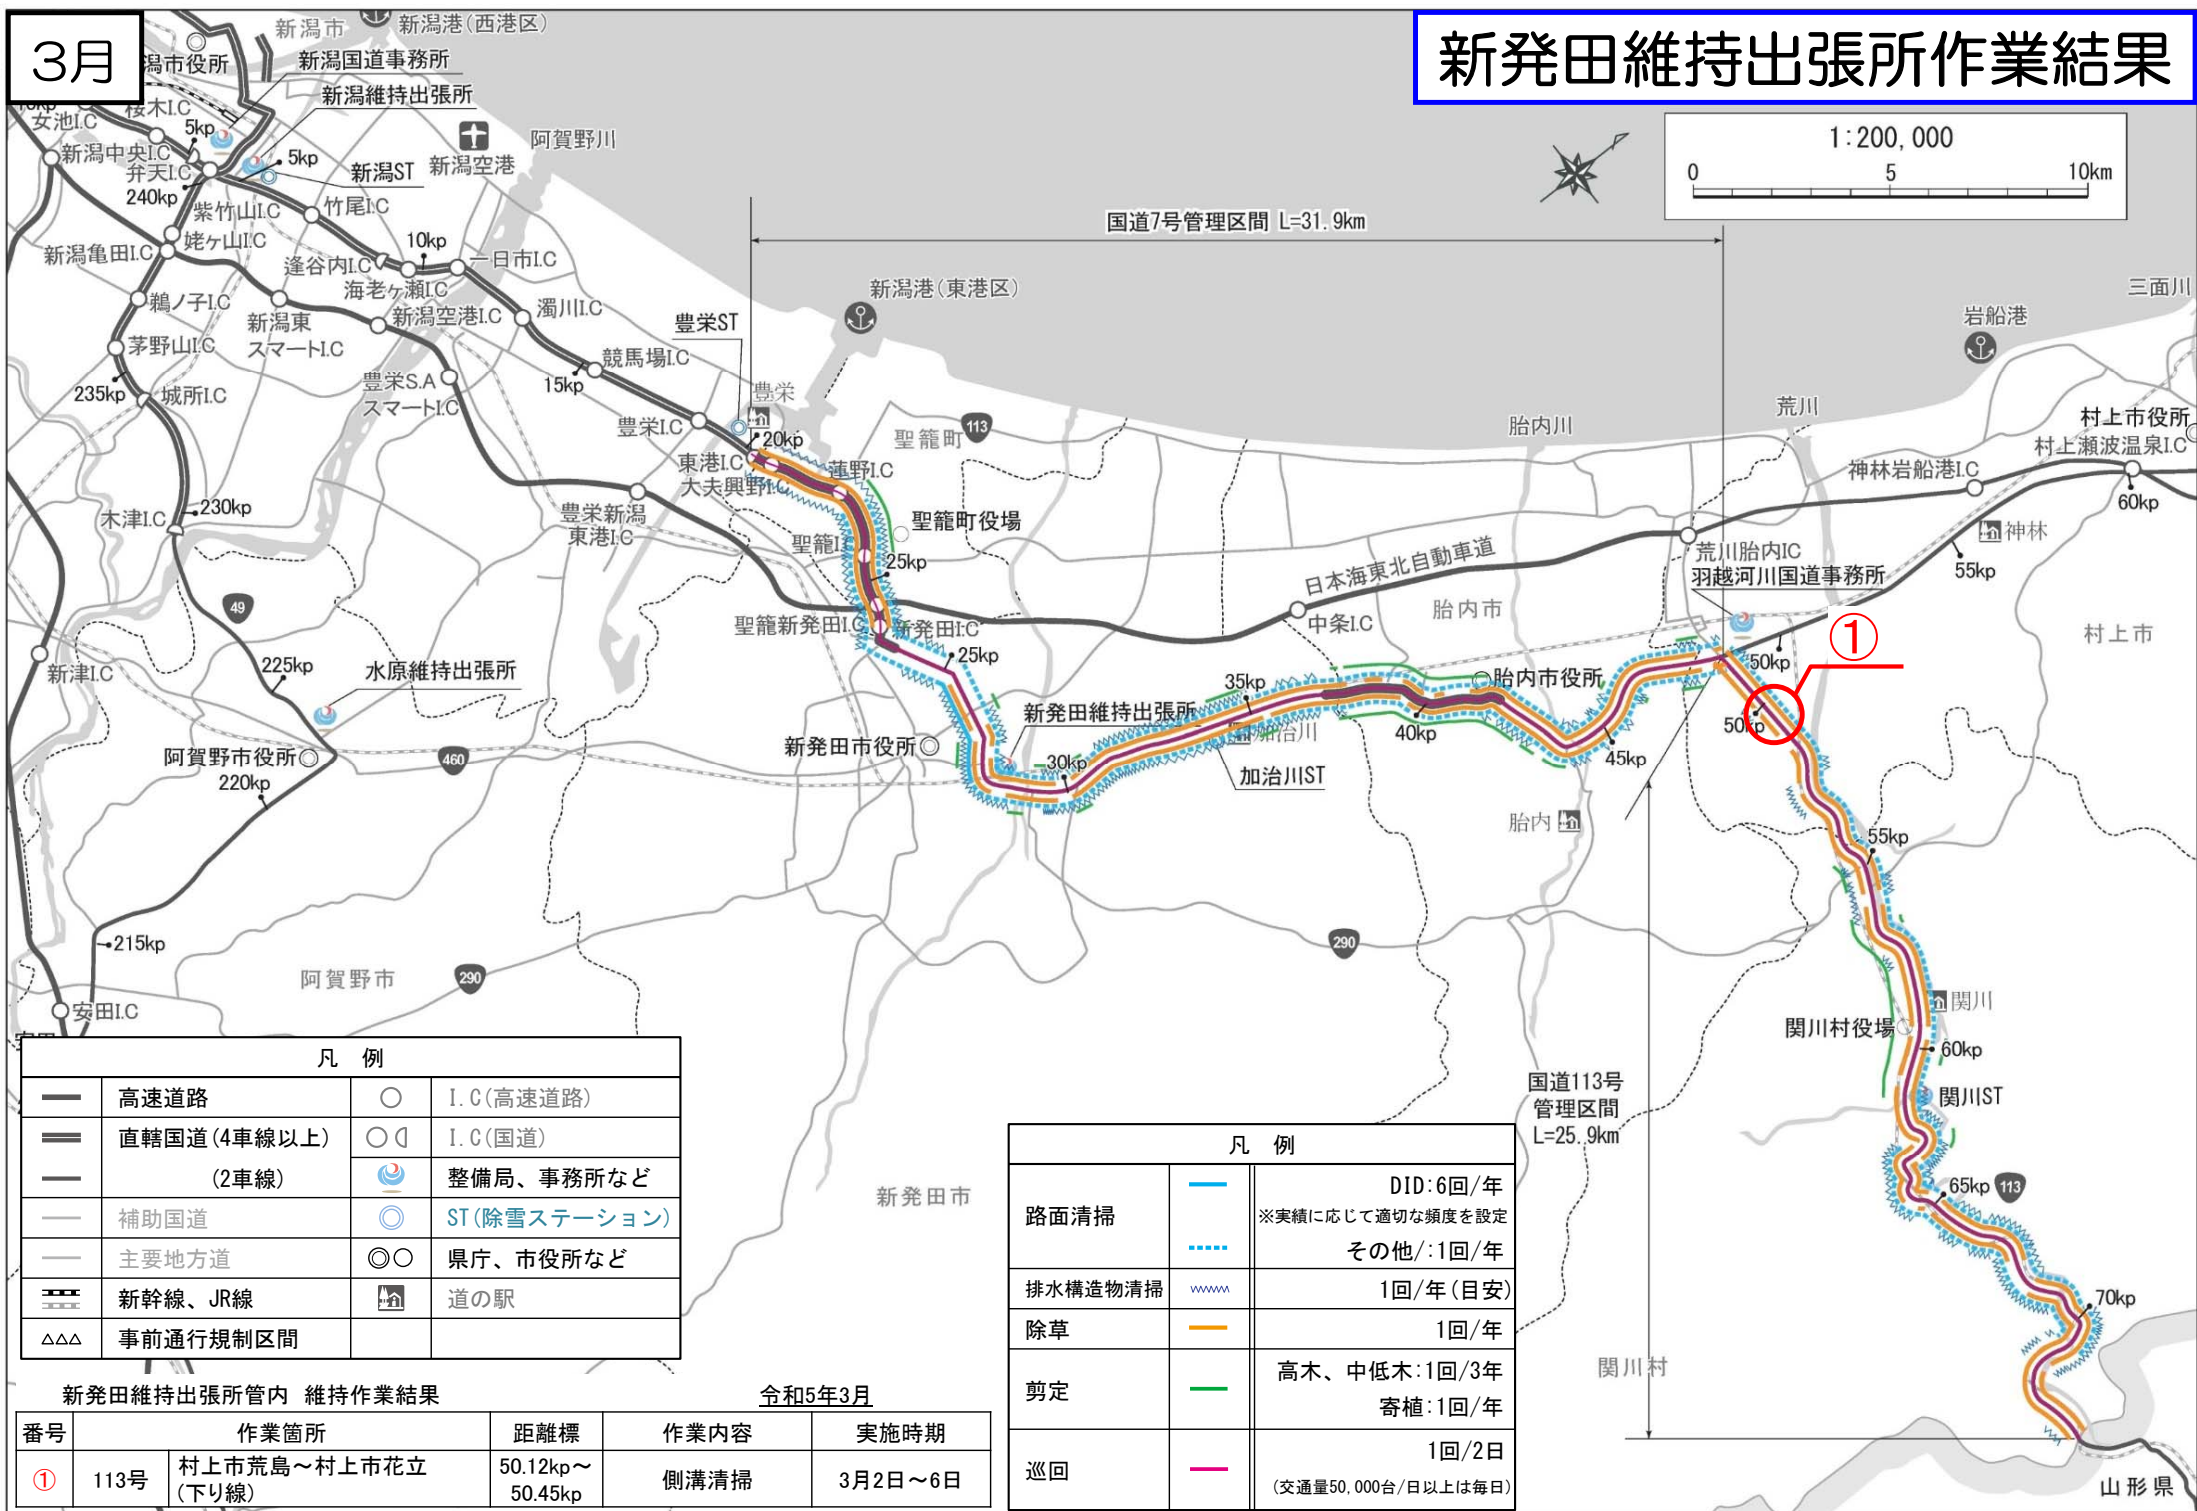 3月
新発田維持出張所作業結果
1:200,000
0 5 10km
新潟市
新潟港(西港区)
潟市役所
新潟国道事務所
新潟維持出張所
桜木I.C
女池I.C
5kp
新潟中央I.C
弁天I.C
5kp
新潟ST
新潟空港
阿賀野川
240kp
紫竹山I.C
竹尾I.C
姥ヶ山I.C
新潟亀田I.C
10kp
一日市I.C
逢谷内I.C
海老ヶ瀬I.C
鵜ノ子I.C
新潟東
スマートI.C
新潟空港I.C
濁川I.C
茅野山I.C
235kp
城所I.C
豊栄S.A
スマートI.C
15kp
競馬場I.C
豊栄ST
新潟港(東港区)
国道7号管理区間 L=31.9km
三面川
岩船港
豊栄
豊栄I.C
20kp
東港I.C
大夫興野I.C
蓮野I.C
聖籠町
113
胎内川
荒川
村上市役所
村上瀬波温泉I.C
神林岩船港I.C
60kp
木津I.C
230kp
豊栄新潟
東港I.C
聖籠町役場
聖籠I.C
25kp
日本海東北自動車道
荒川胎内IC
羽越河川国道事務所
神林
55kp
49
聖籠新発田I.C
新発田I.C
25kp
中条I.C
胎内市
①
50kp
村上市
新津I.C
225kp
水原維持出張所
35kp
胎内市役所
50kp
新発田維持出張所
新発田市役所
加治川
40kp
45kp
阿賀野市役所
220kp
460
30kp
加治川ST
胎内
55kp
215kp
290
290
阿賀野市
安田I.C
関川
関川村役場
60kp
国道113号
管理区間
L=25.9km
関川ST
新発田市
65kp
113
70kp
関川村
山形県
凡 例
高速道路 I.C(高速道路)
直轄国道(4車線以上) I.C(国道)
(2車線) 整備局、事務所など
補助国道 ST(除雪ステーション)
主要地方道 県庁、市役所など
新幹線、JR線 道の駅
事前通行規制区間
凡 例
路面清掃 DID:6回/年
※実績に応じて適切な頻度を設定
その他/:1回/年
排水構造物清掃 1回/年(目安)
除草 1回/年
剪定 高木、中低木:1回/3年
寄植:1回/年
巡回 1回/2日
(交通量50,000台/日以上は毎日)
新発田維持出張所管内 維持作業結果 令和5年3月
番号 作業箇所 距離標 作業内容 実施時期
① 113号 村上市荒島～村上市花立 (下り線) 50.12kp～ 50.45kp 側溝清掃 3月2日～6日